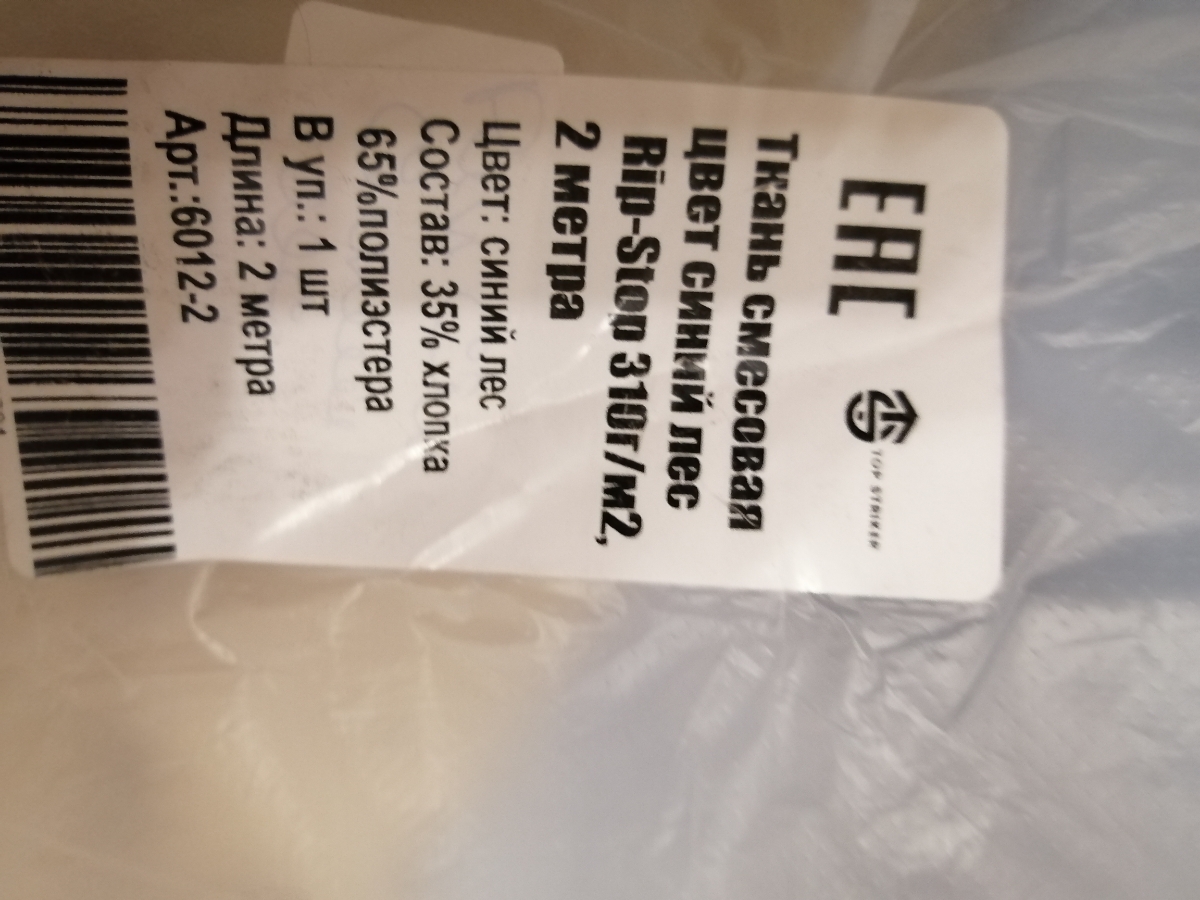 EAC
TOP STRIKER
Ткань смесовая
цвет синий лес
Rip-Stop 310г/м2,
2 метра
Цвет: синий лес
Состав: 35% хлопка
65%полиэстера
В уп.: 1 шт
Длина: 2 метра
Арт.:6012-2